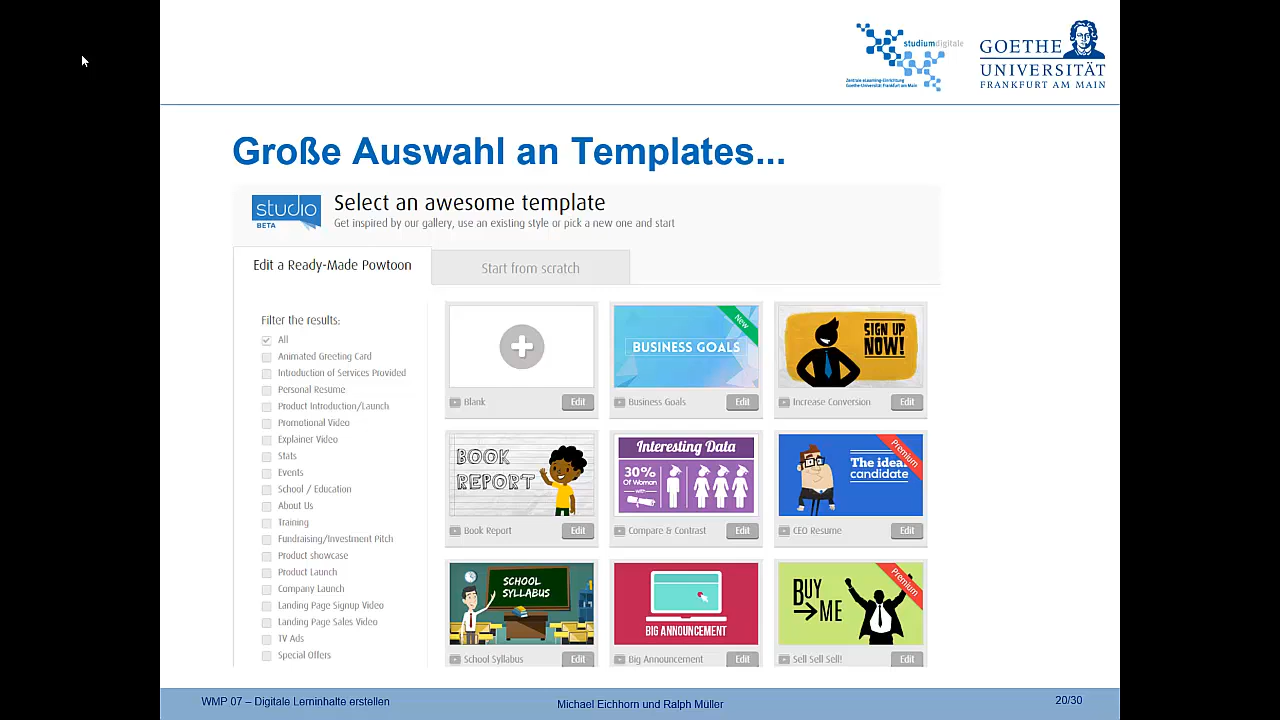 studiumdigitale
Zentrale eLearning-Einrichtung
Goethe-Universität Frankfurt am Main
GOETHE
UNIVERSITÄT
FRANKFURT AM MAIN
Große Auswahl an Templates...
studio
BETA
Select an awesome template
Get inspired by our gallery, use an existing style or pick a new one and start
Edit a Ready-Made Powtoon
Start from scratch
Filter the results:
All
Animated Greeting Card
Introduction of Services Provided
Personal Resume
Product Introduction/Launch
Promotional Video
Explainer Video
Stats
Events
School / Education
About Us
Training
Fundraising/Investment Pitch
Product showcase
Product Launch
Company Launch
Landing Page Signup Video
Landing Page Sales Video
TV Ads
Special Offers
Blank
Edit
New
BUSINESS GOALS
Business Goals
Edit
SIGN UP
NOW!
Increase Conversion
Edit
BOOK
REPORT
Book Report
Edit
Interesting Data
30%
Of Woman
with
Compare & Contrast
Edit
Premium
The ideal
candidate
CEO Resume
Edit
SCHOOL
SYLLABUS
School Syllabus
Edit
BIG ANNOUNCEMENT
Big Announcement
Edit
Premium
BUY
ME
Sell Sell Sell!
Edit
WMP 07 – Digitale Lerninhalte erstellen
Michael Eichhorn und Ralph Müller
20/30